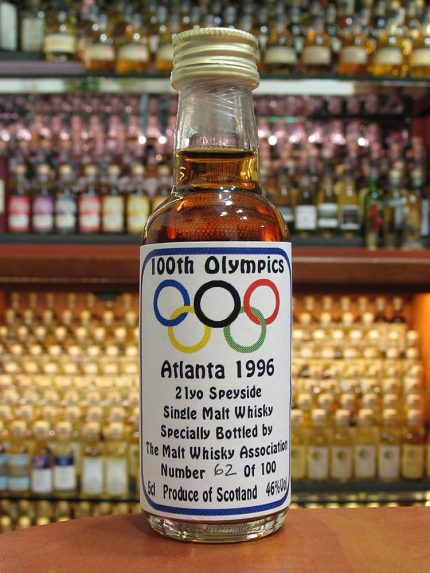 100th Olympics
Atlanta 1996
21yo Speyside
Single Malt Whisky
Specially Bottled by
The Malt Whisky Association
Number 62 Of 100
5cl Produce of Scotland 46%Vol